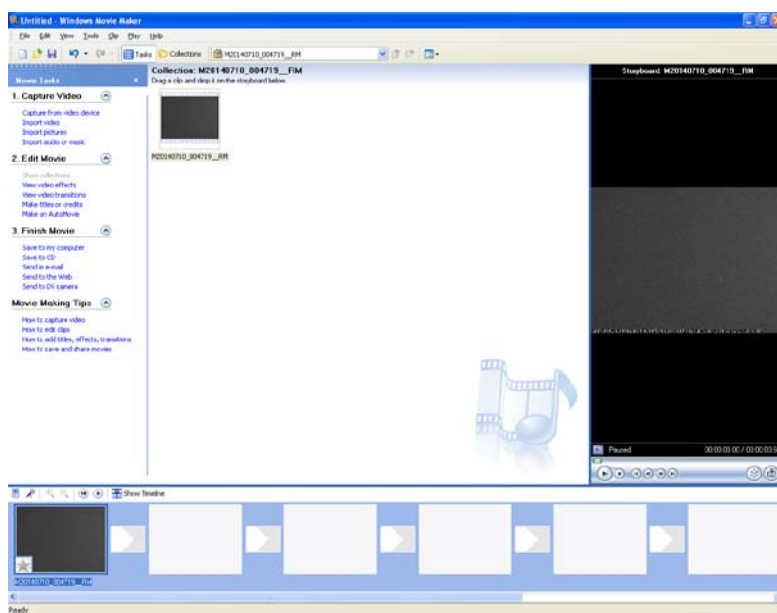 Untitled - Windows Movie Maker
File Edit View Tools Clip Play Help
Tasks Collections M20140710_004719__RM
Movie Tasks
1. Capture Video
Capture from video device
Import video
Import pictures
Import audio or music
2. Edit Movie
Show collections
View video effects
View video transitions
Make titles or credits
Make an AutoMovie
3. Finish Movie
Save to my computer
Save to CD
Send in e-mail
Send to the Web
Send to DV camera
Movie Making Tips
How to capture video
How to edit clips
How to add titles, effects, transitions
How to save and share movies
Collection: M20140710_004719__RM
Drag a clip and drop it on the storyboard below.
M20140710_004719__RM
Storyboard: M20140710_004719__RM
Paused
Show Timeline
M20140710_004719__RM
Ready